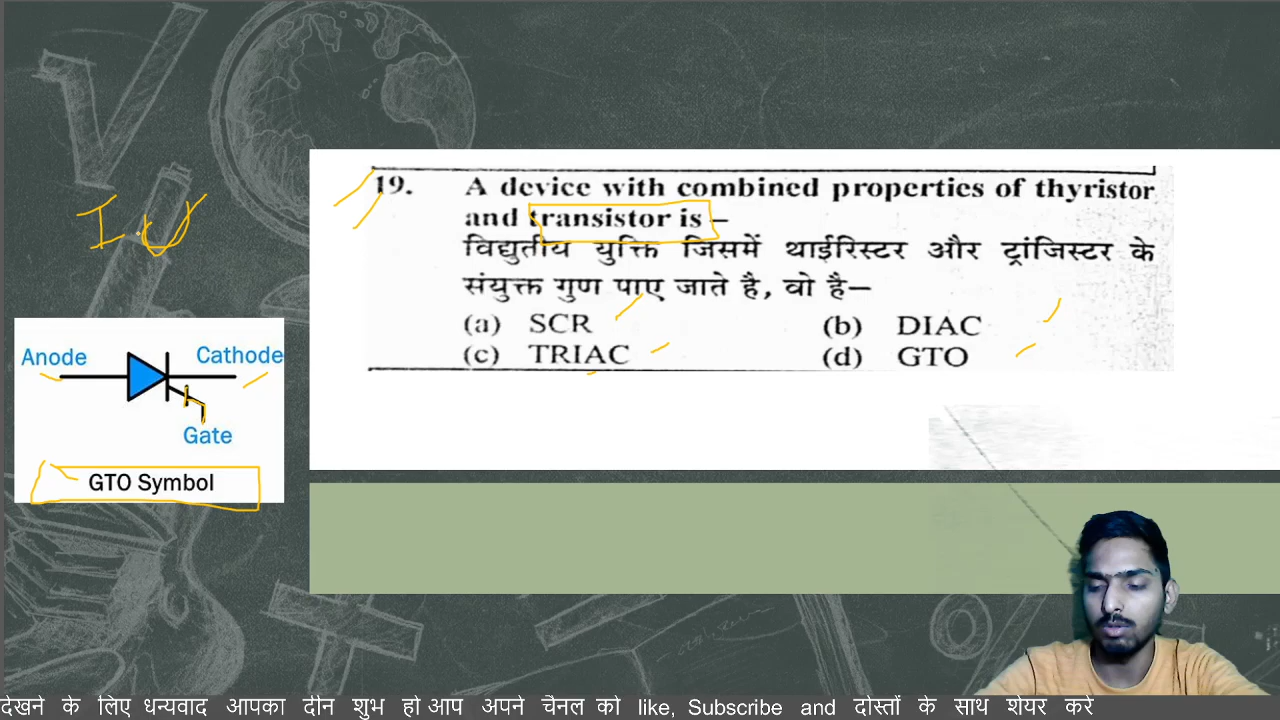 IU
19. A device with combined properties of thyristor
and transistor is –
विद्युतीय युक्ति जिसमें थाईरिस्टर और ट्रांजिस्टर के
संयुक्त गुण पाए जाते है, वो है–
(a) SCR (b) DIAC
(c) TRIAC (d) GTO
Anode Cathode
Gate
GTO Symbol
देखने के लिए धन्यवाद आपका दीन शुभ हो आप अपने चैनल को like, Subscribe and दोस्तों के साथ शेयर करें